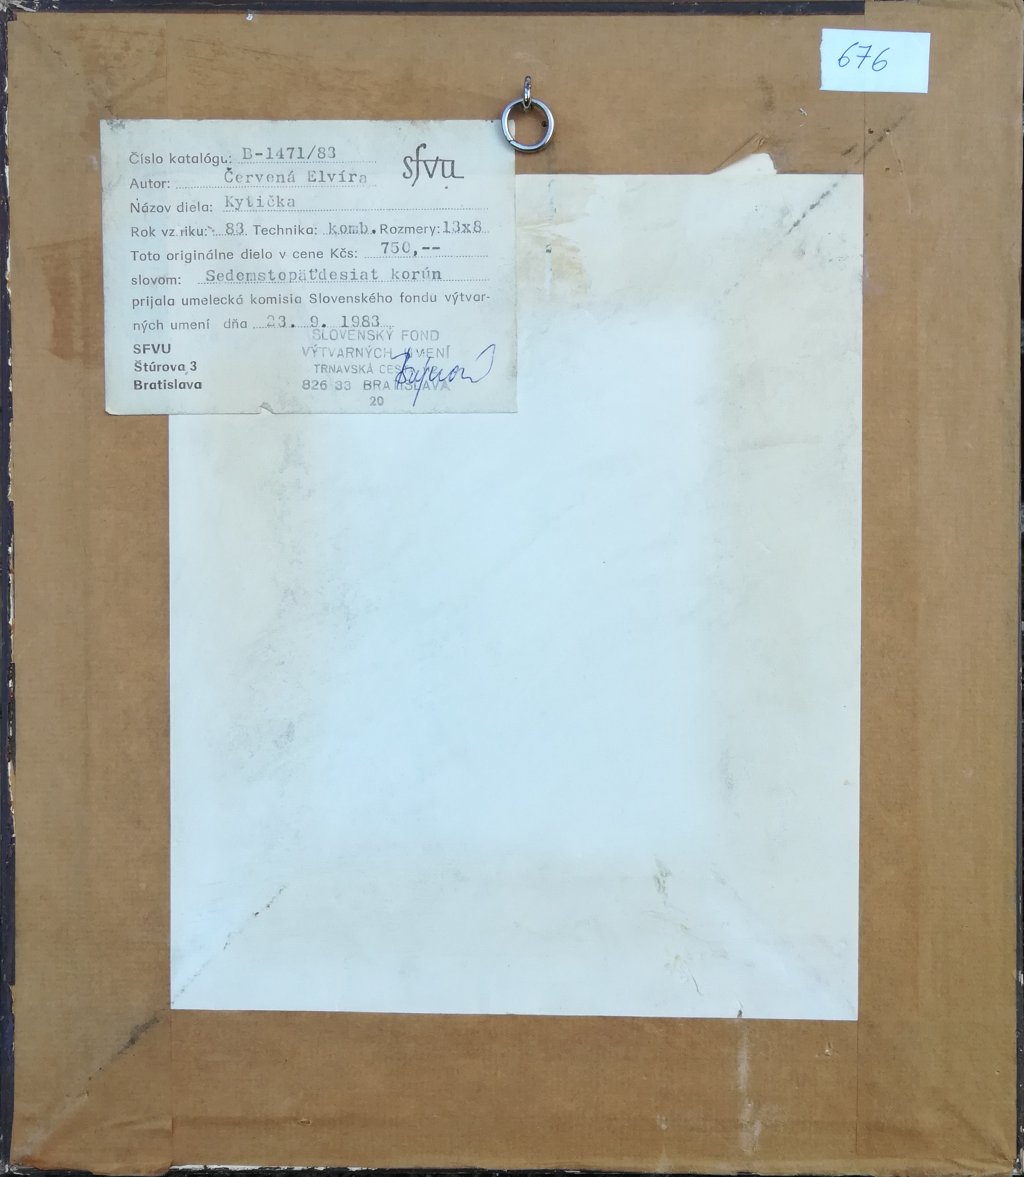 676
Číslo katalógu: B-1471/83
sfvu
Autor: Červená Elvíra
Názov diela: Kytička
Rok vzniku: 83 Technika: komb. Rozmery: 13x8
Toto originálne dielo v cene Kčs: 750,--
slovom: Sedemstopäťdesiat korún
prijala umelecká komisia Slovenského fondu výtvar-
ných umení dňa 23. 9. 1983
SFVU
Štúrova 3
Bratislava
SLOVENSKÝ FOND
VÝTVARNÝCH UMENÍ
TRNAVSKÁ
826 33 BRATISLAVA
20